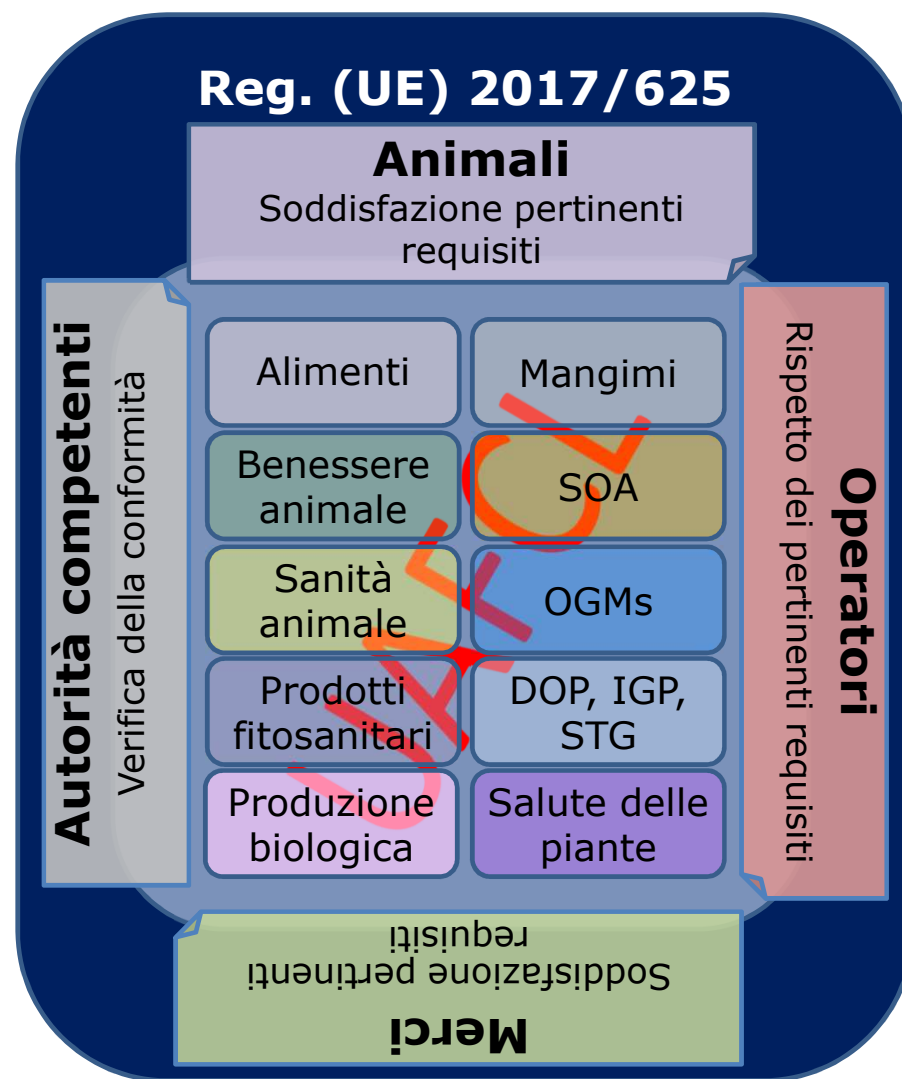 Reg. (UE) 2017/625
Animali
Soddisfazione pertinenti
requisiti
Autorità competenti
Verifica della conformità
Alimenti
Mangimi
Benessere
animale
SOA
Sanità
animale
OGMs
Prodotti
fitosanitari
DOP, IGP,
STG
Produzione
biologica
Salute delle
piante
Operatori
Rispetto dei pertinenti requisiti
Merci
Soddisfazione pertinenti
requisiti